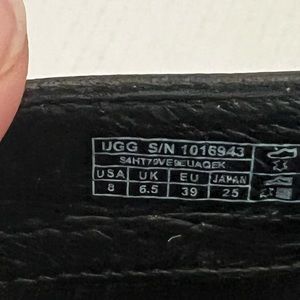 UGG S/N 1016943
S4HT79VE9EUAQEK
USA UK EU JAPAN
8 6.5 39 25